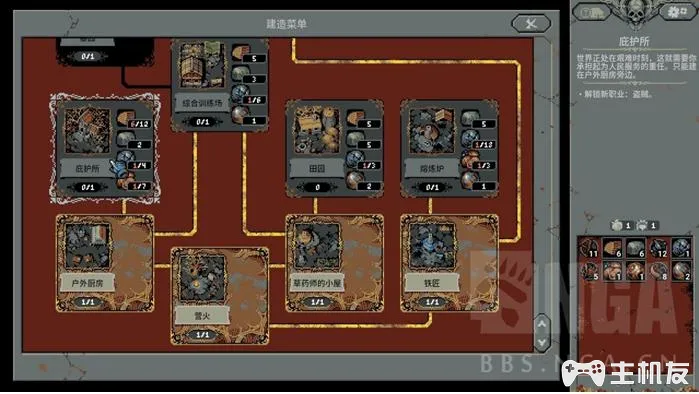 建造菜单
0/1
5
3
1/6
1
综合训练场
0/1
6/12
2
1/4
1/7
庇护所
0/1
5
5
1/3
2
田园
0
5
1/10
1/3
1
熔炼炉
0/1
户外厨房
1/1
营火
1/1
草药师的小屋
1/1
铁匠
1/1
庇护所
世界正处在艰难时刻，这就需要你
承担起为人民服务的重任。只能建
在户外厨房旁边。
• 解锁新职业：盗贼。
1
1
11
6
6
12
1
5
5
1
8
2
NGA
BBS.NGA.CN
主机友